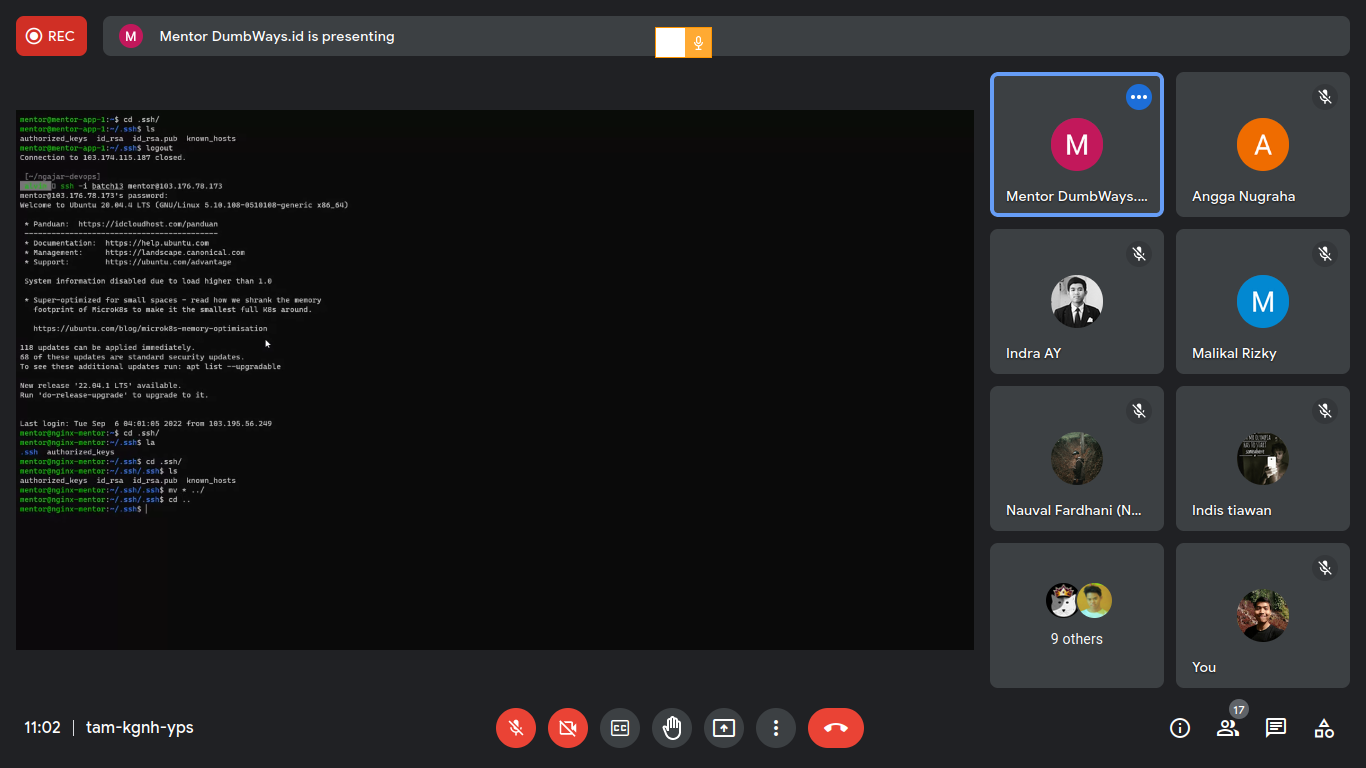 REC
M
Mentor DumbWays.id is presenting
mentor@mentor-app-1:~$ cd .ssh/
mentor@mentor-app-1:~/.ssh$ ls
authorized_keys  id_rsa  id_rsa.pub  known_hosts
mentor@mentor-app-1:~/.ssh$ logout
Connection to 103.174.115.187 closed.
[~/ngajar-devops]
ssh -i batch13 mentor@103.176.78.173
mentor@103.176.78.173's password:
Welcome to Ubuntu 20.04.4 LTS (GNU/Linux 5.10.108-0510108-generic x86_64)
* Panduan:  https://idcloudhost.com/panduan
* Documentation:  https://help.ubuntu.com
* Management:     https://landscape.canonical.com
* Support:        https://ubuntu.com/advantage
System information disabled due to load higher than 1.0
* Super-optimized for small spaces - read how we shrank the memory
footprint of MicroK8s to make it the smallest full K8s around.
https://ubuntu.com/blog/microk8s-memory-optimisation
118 updates can be applied immediately.
68 of these updates are standard security updates.
To see these additional updates run: apt list --upgradable
New release '22.04.1 LTS' available.
Run 'do-release-upgrade' to upgrade to it.
Last login: Tue Sep  6 04:01:05 2022 from 103.195.56.249
mentor@nginx-mentor:~$ cd .ssh/
mentor@nginx-mentor:~/.ssh$ la
.ssh  authorized_keys
mentor@nginx-mentor:~/.ssh$ cd .ssh/
mentor@nginx-mentor:~/.ssh/.ssh$ ls
authorized_keys  id_rsa  id_rsa.pub  known_hosts
mentor@nginx-mentor:~/.ssh/.ssh$ mv * ../
mentor@nginx-mentor:~/.ssh/.ssh$ cd ..
mentor@nginx-mentor:~/.ssh$
M
Mentor DumbWays....
A
Angga Nugraha
Indra AY
M
Malikal Rizky
Nauval Fardhani (N...
Indis tiawan
9 others
You
11:02 | tam-kgnh-yps
CC
17